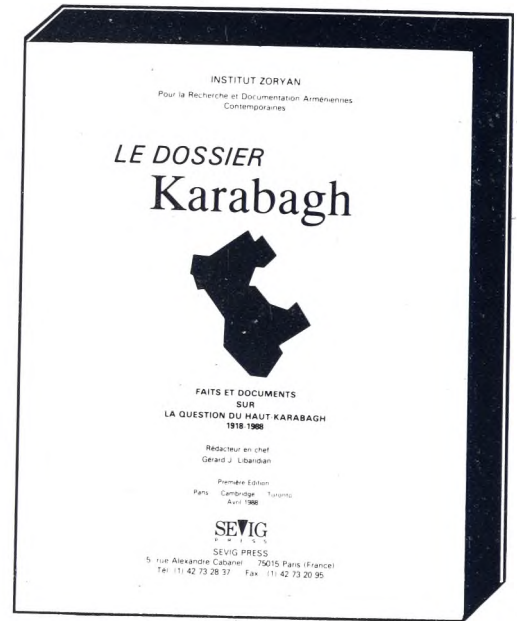 INSTITUT ZORYAN
Pour la Recherche et Documentation Arméniennes
Contemporaines
LE DOSSIER
Karabagh
FAITS ET DOCUMENTS
SUR
LA QUESTION DU HAUT-KARABAGH
1918-1988
Rédacteur en chef
Gérard J. Libaridian
Première Edition
Paris Cambridge Toronto
Avril 1988
SEVIG
PRESS
SEVIG PRESS
5, rue Alexandre Cabanel 75015 Paris (France)
Tél (1) 42 73 28 37 Fax (1) 42 73 20 95